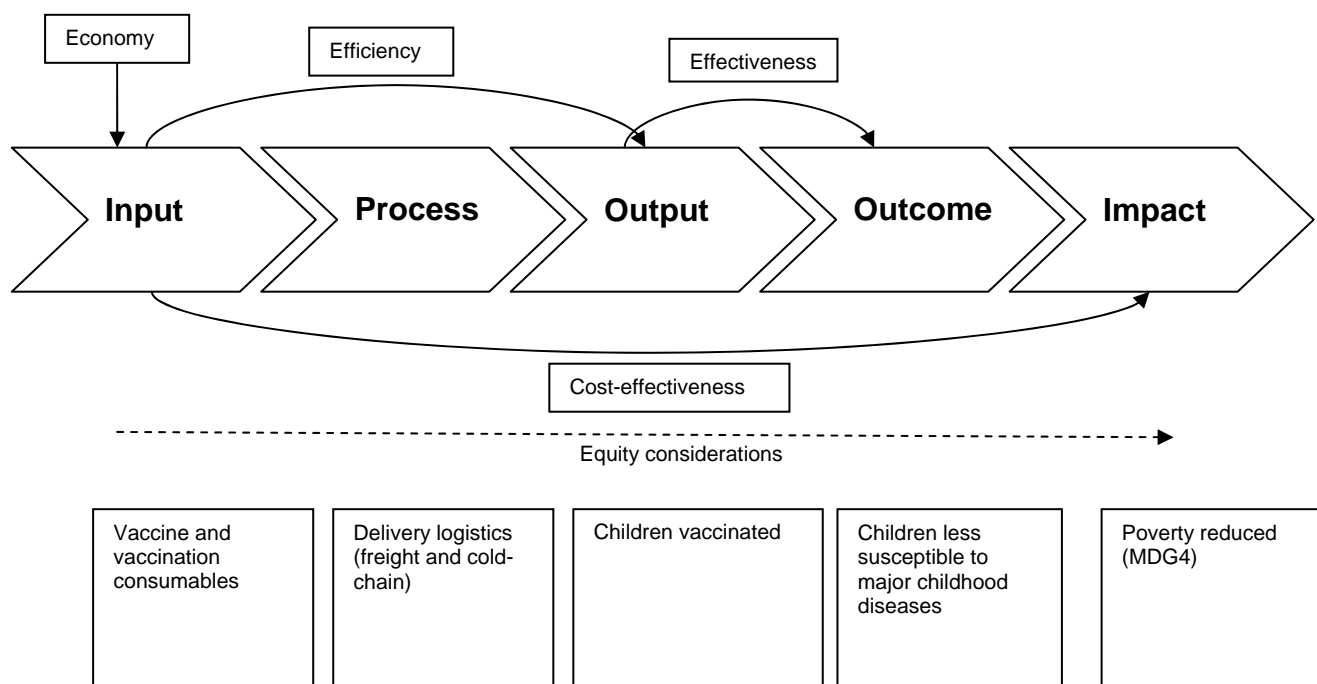 Economy
Efficiency
Effectiveness
Input
Process
Output
Outcome
Impact
Cost-effectiveness
Equity considerations
Vaccine and
vaccination
consumables
Delivery logistics
(freight and cold-
chain)
Children vaccinated
Children less
susceptible to
major childhood
diseases
Poverty reduced
(MDG4)